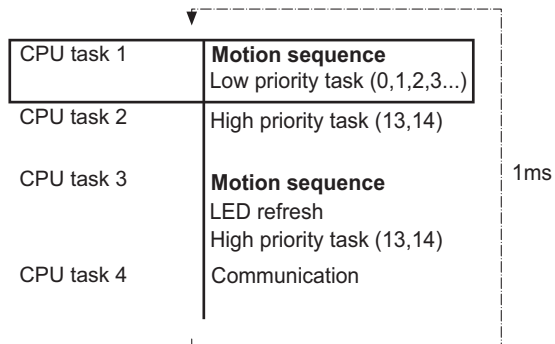 CPU task 1
Motion sequence
Low priority task (0,1,2,3...)
CPU task 2
High priority task (13,14)
CPU task 3
Motion sequence
LED refresh
High priority task (13,14)
CPU task 4
Communication
1ms